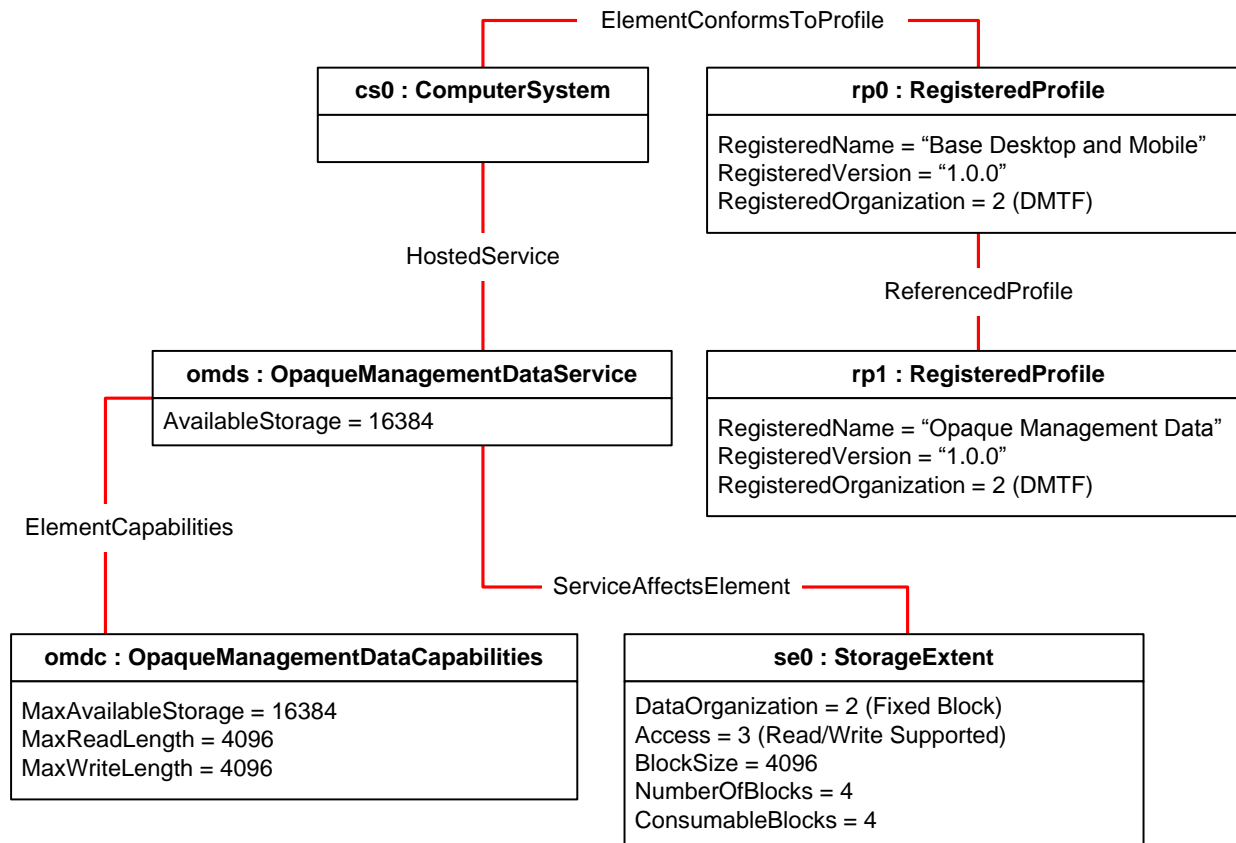 ElementConformsToProfile
cs0 : ComputerSystem
rp0 : RegisteredProfile
RegisteredName = “Base Desktop and Mobile”
RegisteredVersion = “1.0.0”
RegisteredOrganization = 2 (DMTF)
HostedService
ReferencedProfile
omds : OpaqueManagementDataService
AvailableStorage = 16384
rp1 : RegisteredProfile
RegisteredName = “Opaque Management Data”
RegisteredVersion = “1.0.0”
RegisteredOrganization = 2 (DMTF)
ElementCapabilities
ServiceAffectsElement
omdc : OpaqueManagementDataCapabilities
MaxAvailableStorage = 16384
MaxReadLength = 4096
MaxWriteLength = 4096
se0 : StorageExtent
DataOrganization = 2 (Fixed Block)
Access = 3 (Read/Write Supported)
BlockSize = 4096
NumberOfBlocks = 4
ConsumableBlocks = 4